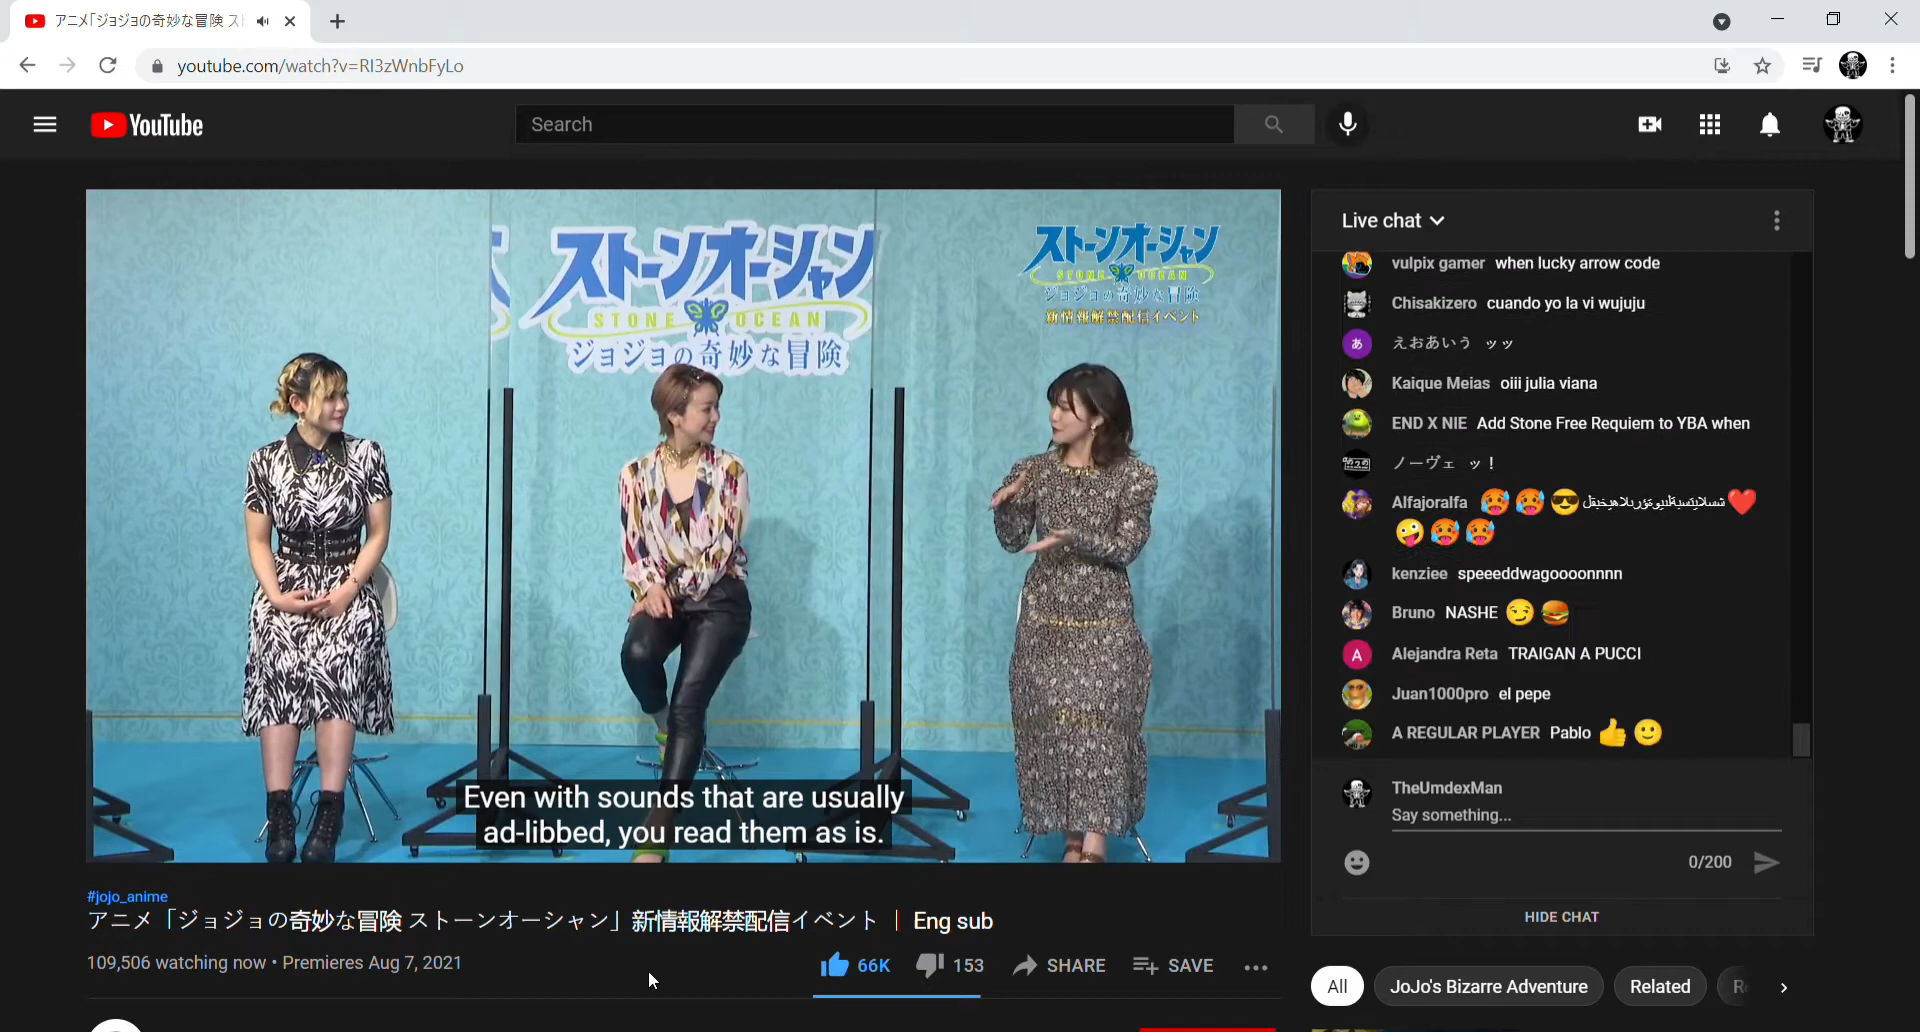 アニメ「ジョジョの奇妙な冒険 ス
youtube.com/watch?v=RI3zWnbFyLo
YouTube
Search
ストーンオーシャン
STONE OCEAN
ジョジョの奇妙な冒険
ストーンオーシャン
STONE OCEAN
ジョジョの奇妙な冒険
新情報解禁配信イベント
Even with sounds that are usually
ad-libbed, you read them as is.
#jojo_anime
アニメ「ジョジョの奇妙な冒険 ストーンオーシャン」新情報解禁配信イベント ｜ Eng sub
109,506 watching now • Premieres Aug 7, 2021
66K 153 SHARE SAVE
Live chat
vulpix gamer when lucky arrow code
Chisakizero cuando yo la vi wujuju
あ えおあいう ッッ
Kaique Meias oiii julia viana
END X NIE Add Stone Free Requiem to YBA when
ノーヴェ ッ！
Alfajoralfa 🥵🥵😎 ❤️
🤪🥵🥵
kenziee speeeddwagoooonnnn
Bruno NASHE 😏🍔
A Alejandra Reta TRAIGAN A PUCCI
Juan1000pro el pepe
A REGULAR PLAYER Pablo 👍🙂
TheUmdexMan
Say something...
0/200
HIDE CHAT
All JoJo's Bizarre Adventure Related